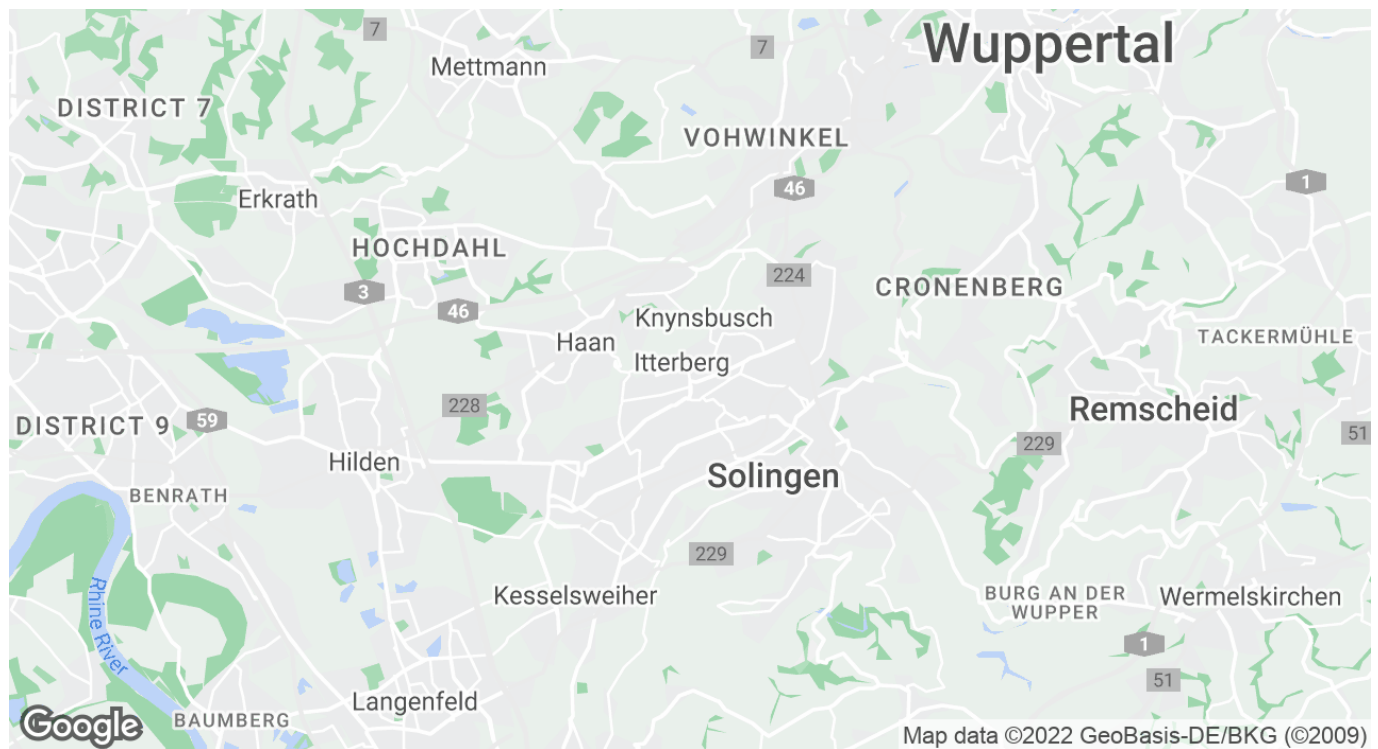 7
7
Wuppertal
Mettmann
DISTRICT 7
VOHWINKEL
46
1
Erkrath
HOCHDAHL
224
CRONENBERG
3
46
Knynsbusch
TACKERMÜHLE
Haan
Itterberg
228
Remscheid
DISTRICT 9
59
229
51
Hilden
Solingen
BENRATH
229
Kesselsweiher
BURG AN DER
WUPPER
Wermelskirchen
Rhine River
1
51
Langenfeld
BAUMBERG
Google
Map data ©2022 GeoBasis-DE/BKG (©2009)